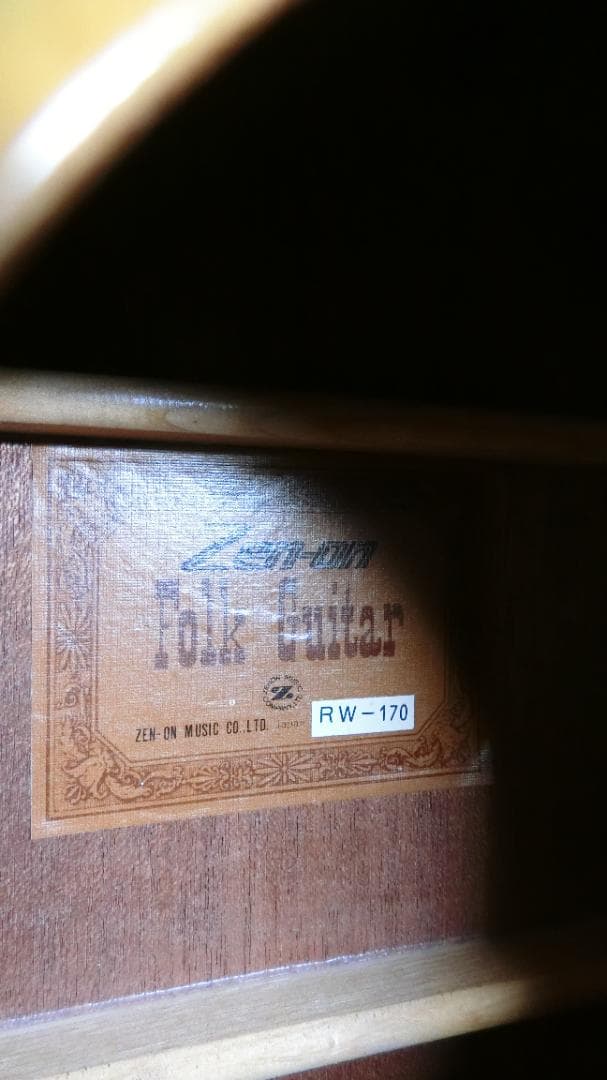 Zen-on
Folk Guitar
Z
RW-170
ZEN-ON MUSIC CO.LTD.